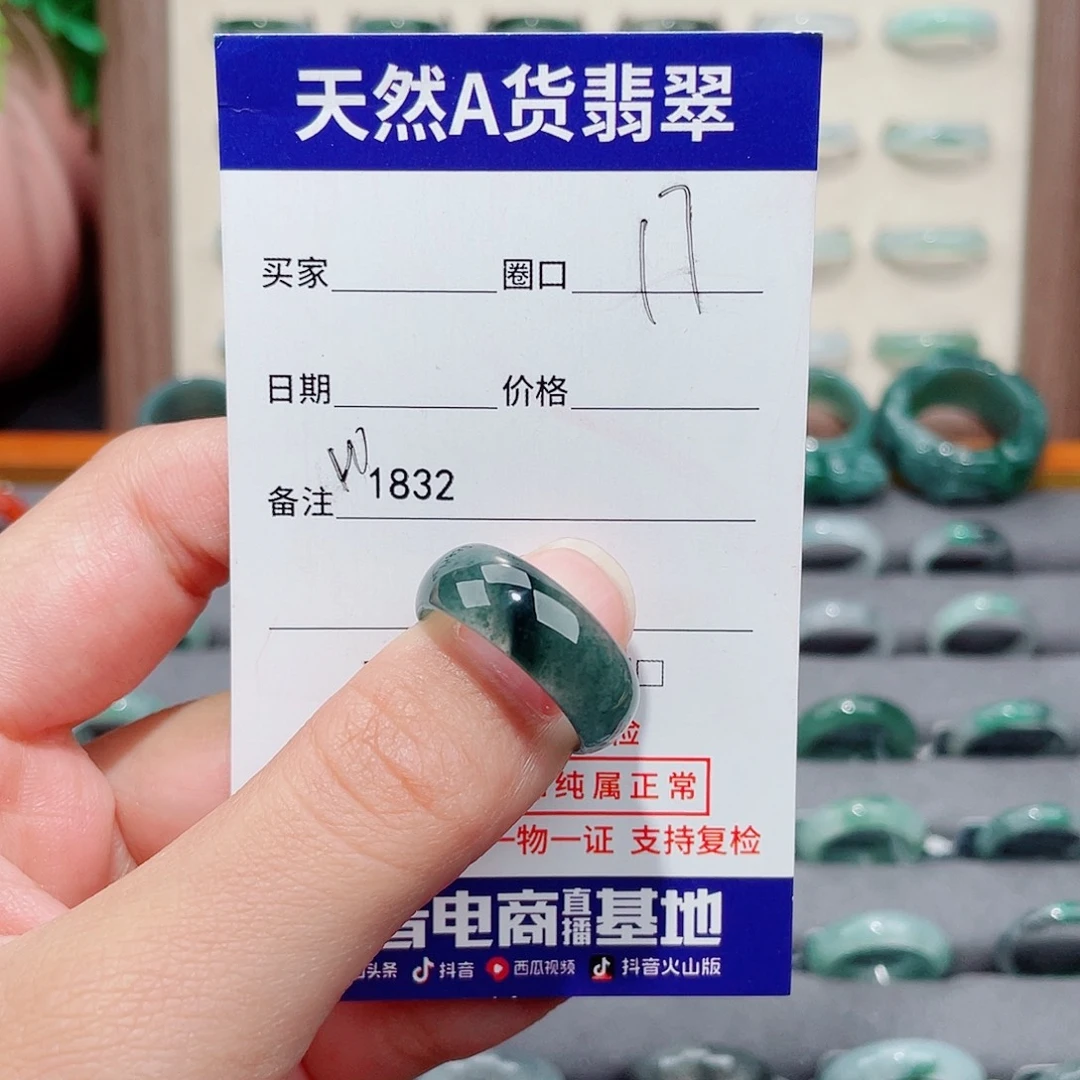 天然A货翡翠
买家 圈口 17
日期 价格
备注 W1832
检
纯属正常
一物一证 支持复检
音电商直播基地
头条 抖音 西瓜视频 抖音火山版